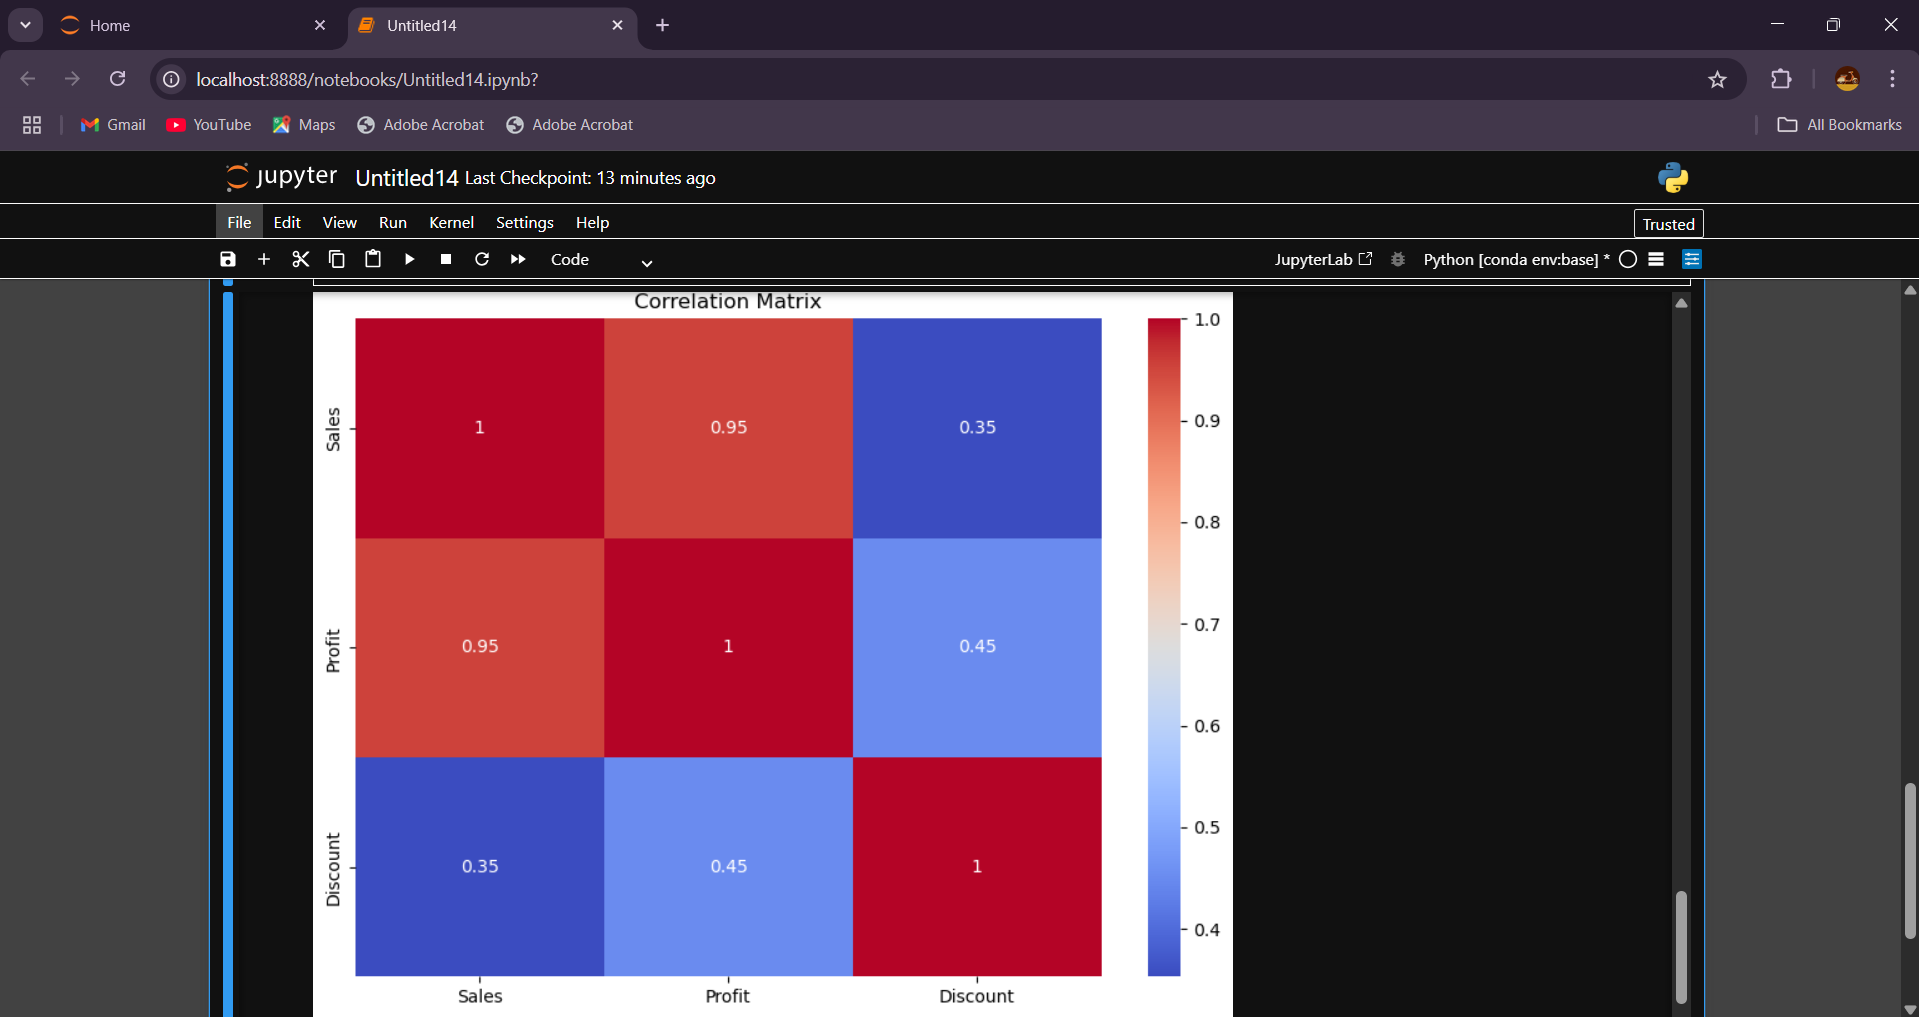 Home
Untitled14
localhost:8888/notebooks/Untitled14.ipynb?
Gmail
YouTube
Maps
Adobe Acrobat
Adobe Acrobat
All Bookmarks
jupyter Untitled14 Last Checkpoint: 13 minutes ago
File Edit View Run Kernel Settings Help
Trusted
Code
JupyterLab
Python [conda env:base] *
Correlation Matrix
Sales
1 0.95 0.35
Profit
0.95 1 0.45
Discount
0.35 0.45 1
Sales Profit Discount
1.0
0.9
0.8
0.7
0.6
0.5
0.4